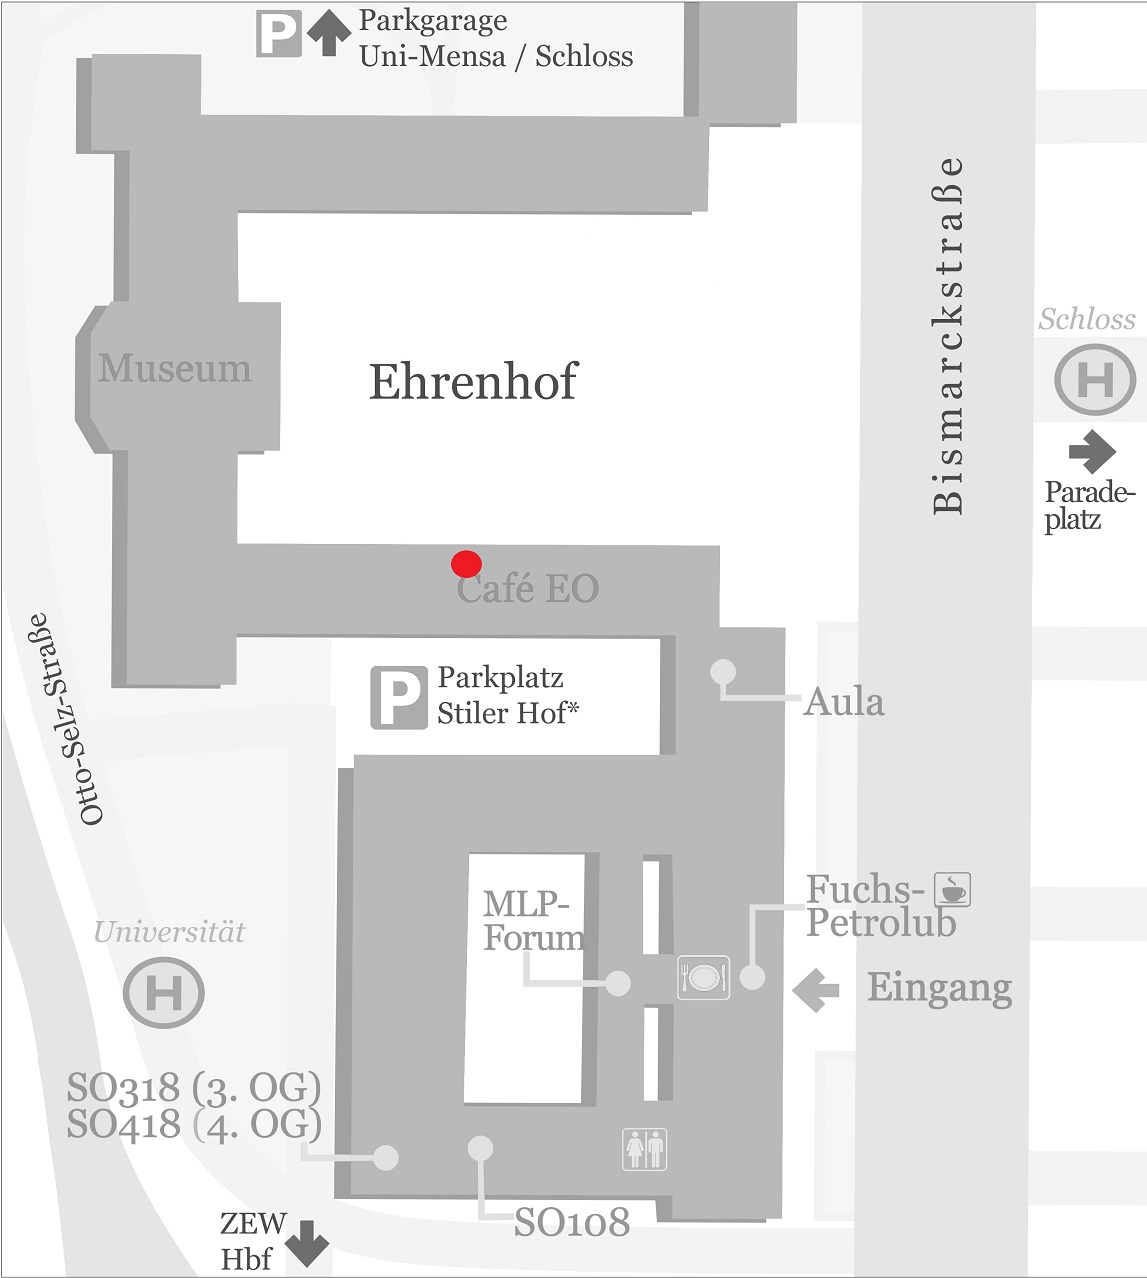 P
Parkgarage
Uni-Mensa / Schloss
Bismarckstraße
Schloss
H
Museum
Ehrenhof
Parade-
platz
Café EO
Otto-Selz-Straße
P
Parkplatz
Stiler Hof*
Aula
MLP-
Forum
Fuchs-
Petrolub
Universität
H
Eingang
SO318 (3. OG)
SO418 (4. OG)
SO108
ZEW
Hbf